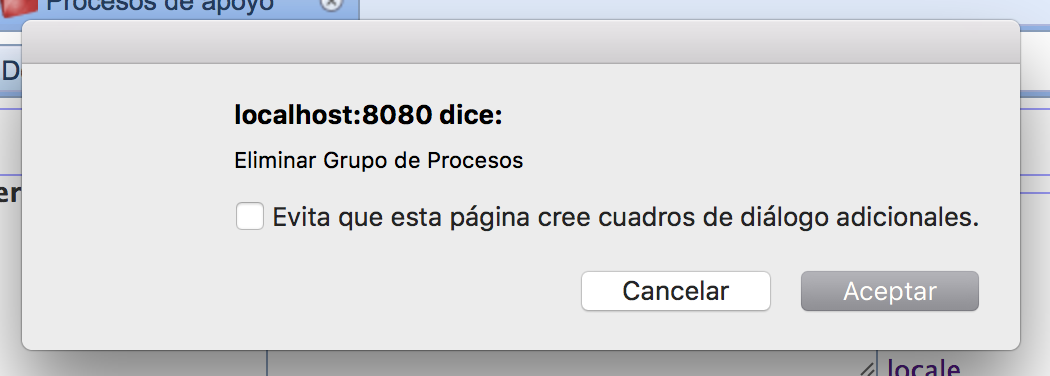 Procesos de apoyo
D
localhost:8080 dice:
Eliminar Grupo de Procesos
er
Evita que esta página cree cuadros de diálogo adicionales.
Cancelar
Aceptar
locale